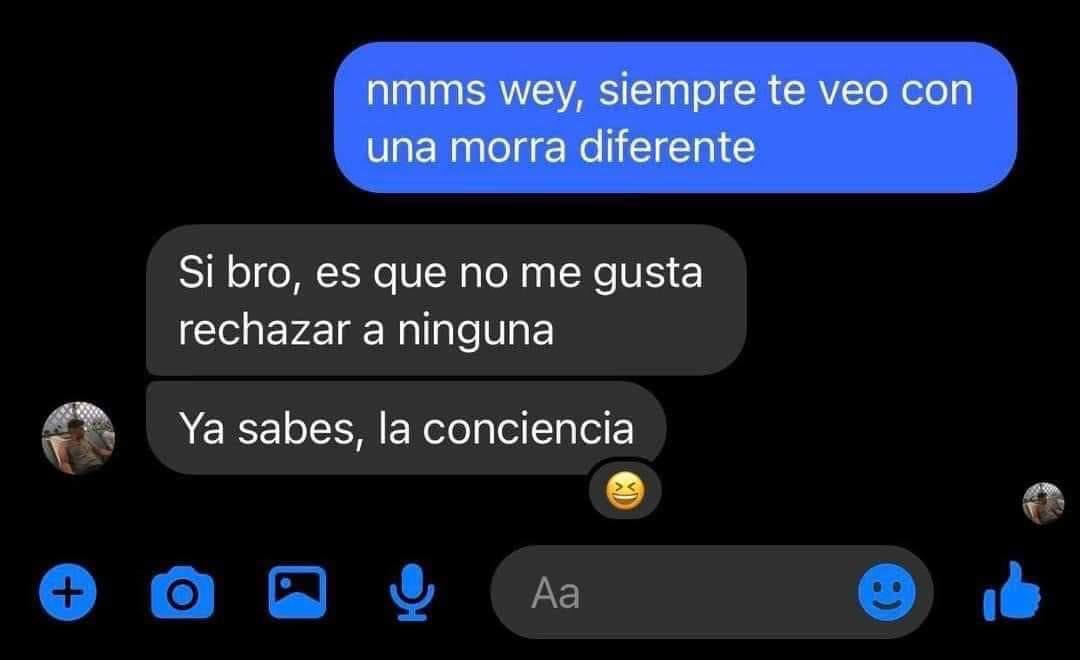 nmms wey, siempre te veo con
una morra diferente
Si bro, es que no me gusta
rechazar a ninguna
Ya sabes, la conciencia
Aa